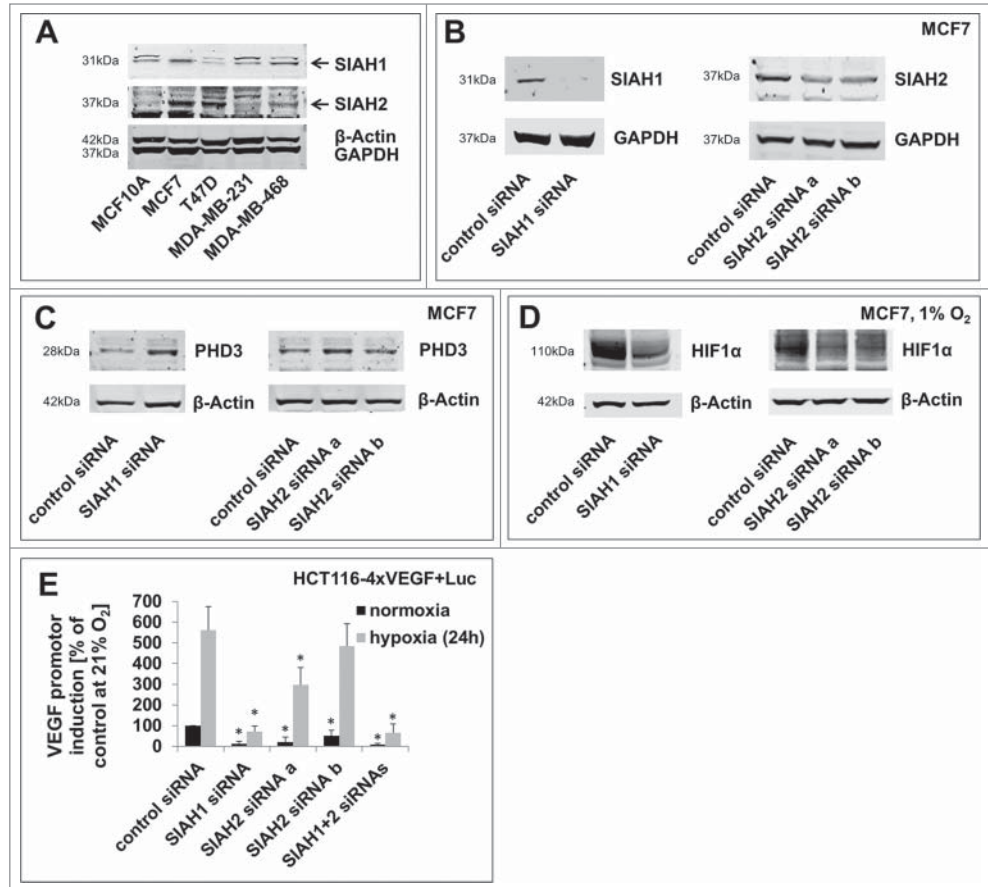 A
31kDa
SIAH1
37kDa
SIAH2
42kDa
β-Actin
37kDa
GAPDH
MCF10A
MCF7
T47D
MDA-MB-231
MDA-MB-468
B
MCF7
31kDa
SIAH1
37kDa
GAPDH
control siRNA
SIAH1 siRNA
37kDa
SIAH2
37kDa
GAPDH
control siRNA
SIAH2 siRNA a
SIAH2 siRNA b
C
MCF7
28kDa
PHD3
PHD3
42kDa
β-Actin
β-Actin
control siRNA
SIAH1 siRNA
control siRNA
SIAH2 siRNA a
SIAH2 siRNA b
D
MCF7, 1% O₂
110kDa
HIF1α
HIF1α
42kDa
β-Actin
β-Actin
control siRNA
SIAH1 siRNA
control siRNA
SIAH2 siRNA a
SIAH2 siRNA b
E
HCT116-4xVEGF+Luc
normoxia
hypoxia (24h)
VEGF promotor
induction [% of
control at 21% O₂]
700
600
500
400
300
200
100
0
* * * * * * *
control siRNA
SIAH1 siRNA
SIAH2 siRNA a
SIAH2 siRNA b
SIAH1+2 siRNAs